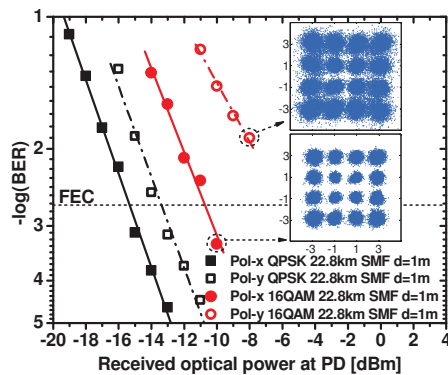 1
2
3
4
5
-log(BER)
FEC
3
1
-1
-3
3
1
-1
-3
-3 -1 1 3
Pol-x QPSK 22.8km SMF d=1m
Pol-y QPSK 22.8km SMF d=1m
Pol-x 16QAM 22.8km SMF d=1m
Pol-y 16QAM 22.8km SMF d=1m
-20 -18 -16 -14 -12 -10 -8 -6 -4 -2 0 2 4
Received optical power at PD [dBm]